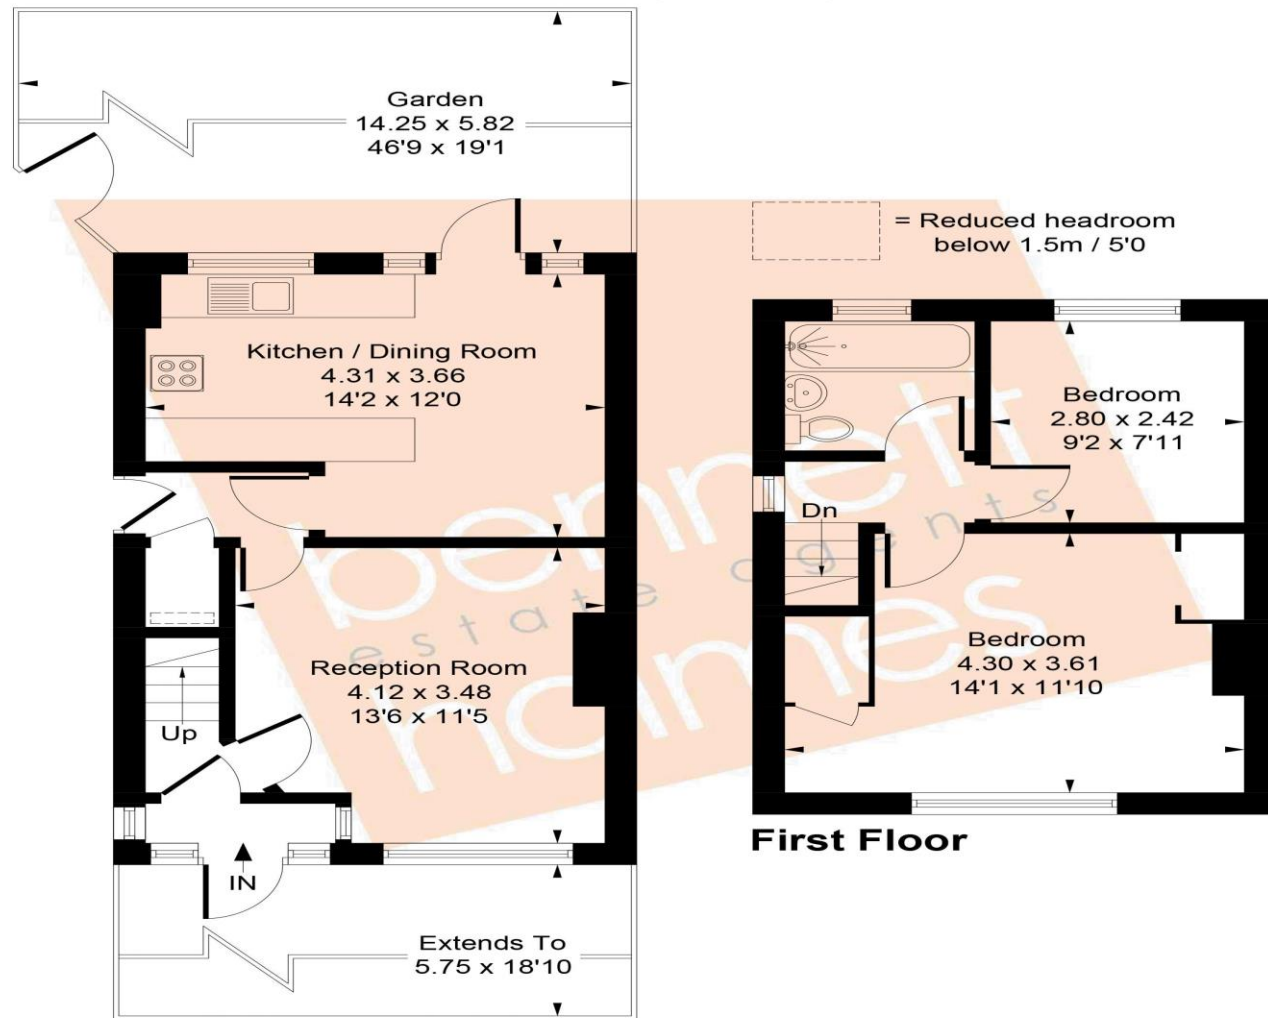 Garden
14.25 x 5.82
46'9 x 19'1
= Reduced headroom
below 1.5m / 5'0
Kitchen / Dining Room
4.31 x 3.66
14'2 x 12'0
Bedroom
2.80 x 2.42
9'2 x 7'11
Dn
bennett
estate agents
holmes
Reception Room
4.12 x 3.48
13'6 x 11'5
Bedroom
4.30 x 3.61
14'1 x 11'10
Up
First Floor
IN
Extends To
5.75 x 18'10